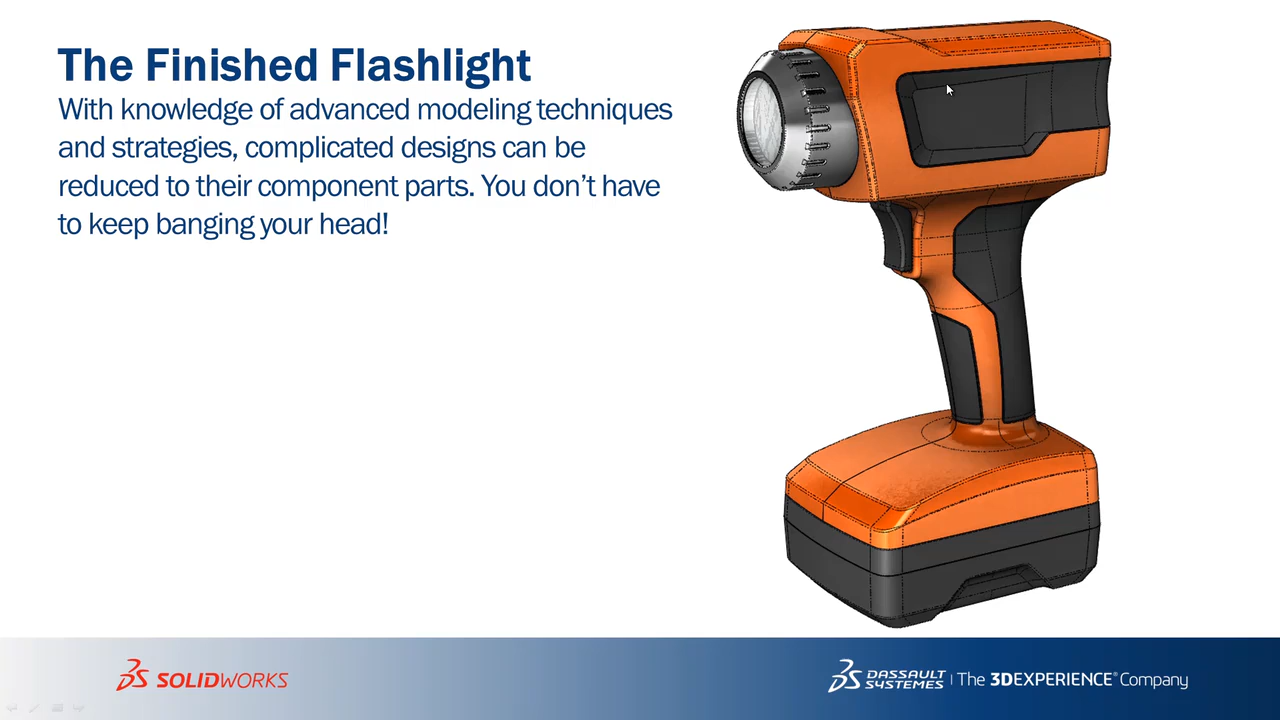 The Finished Flashlight
With knowledge of advanced modeling techniques
and strategies, complicated designs can be
reduced to their component parts. You don’t have
to keep banging your head!
SOLIDWORKS
DASSAULT SYSTEMES | The 3DEXPERIENCE® Company